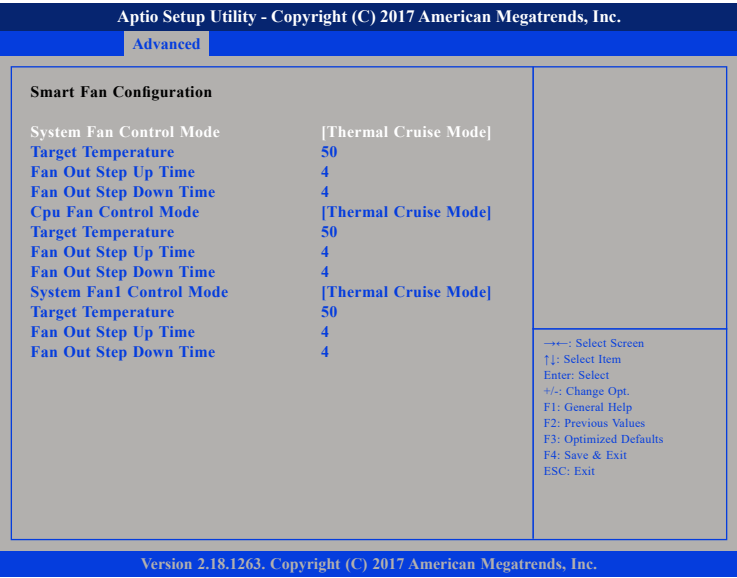 Aptio Setup Utility - Copyright (C) 2017 American Megatrends, Inc.
Advanced
Smart Fan Configuration
System Fan Control Mode [Thermal Cruise Mode]
Target Temperature 50
Fan Out Step Up Time 4
Fan Out Step Down Time 4
Cpu Fan Control Mode [Thermal Cruise Mode]
Target Temperature 50
Fan Out Step Up Time 4
Fan Out Step Down Time 4
System Fan1 Control Mode [Thermal Cruise Mode]
Target Temperature 50
Fan Out Step Up Time 4
Fan Out Step Down Time 4
→←: Select Screen
↑↓: Select Item
Enter: Select
+/-: Change Opt.
F1: General Help
F2: Previous Values
F3: Optimized Defaults
F4: Save & Exit
ESC: Exit
Version 2.18.1263. Copyright (C) 2017 American Megatrends, Inc.